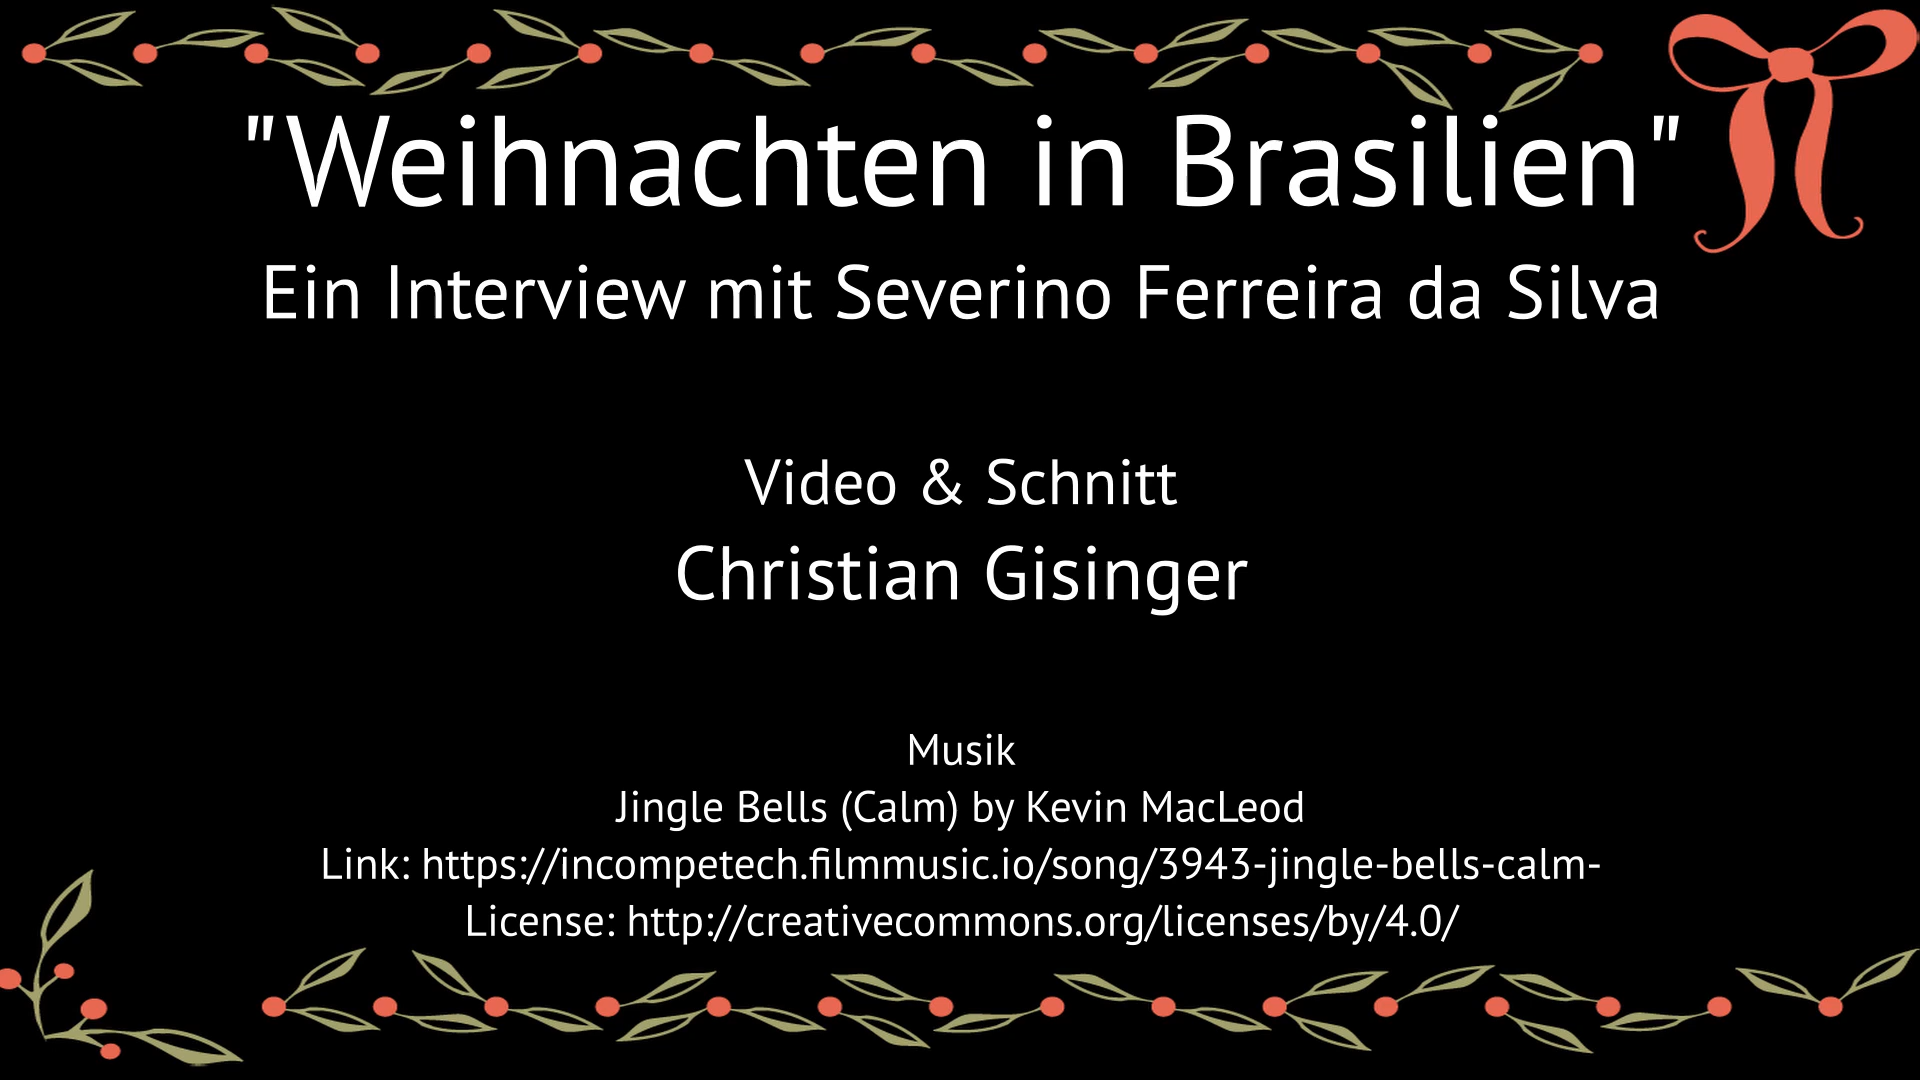 "Weihnachten in Brasilien"
Ein Interview mit Severino Ferreira da Silva
Video & Schnitt
Christian Gisinger
Musik
Jingle Bells (Calm) by Kevin MacLeod
Link: https://incompetech.filmmusic.io/song/3943-jingle-bells-calm-
License: http://creativecommons.org/licenses/by/4.0/